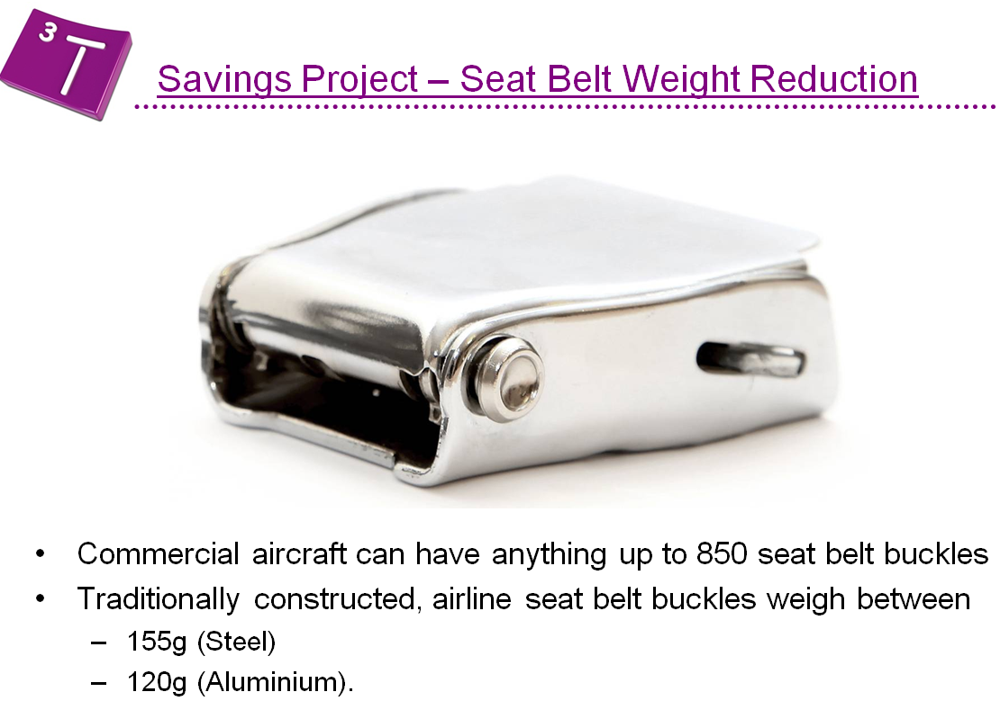 3T
Savings Project – Seat Belt Weight Reduction
• Commercial aircraft can have anything up to 850 seat belt buckles
• Traditionally constructed, airline seat belt buckles weigh between
– 155g (Steel)
– 120g (Aluminium).